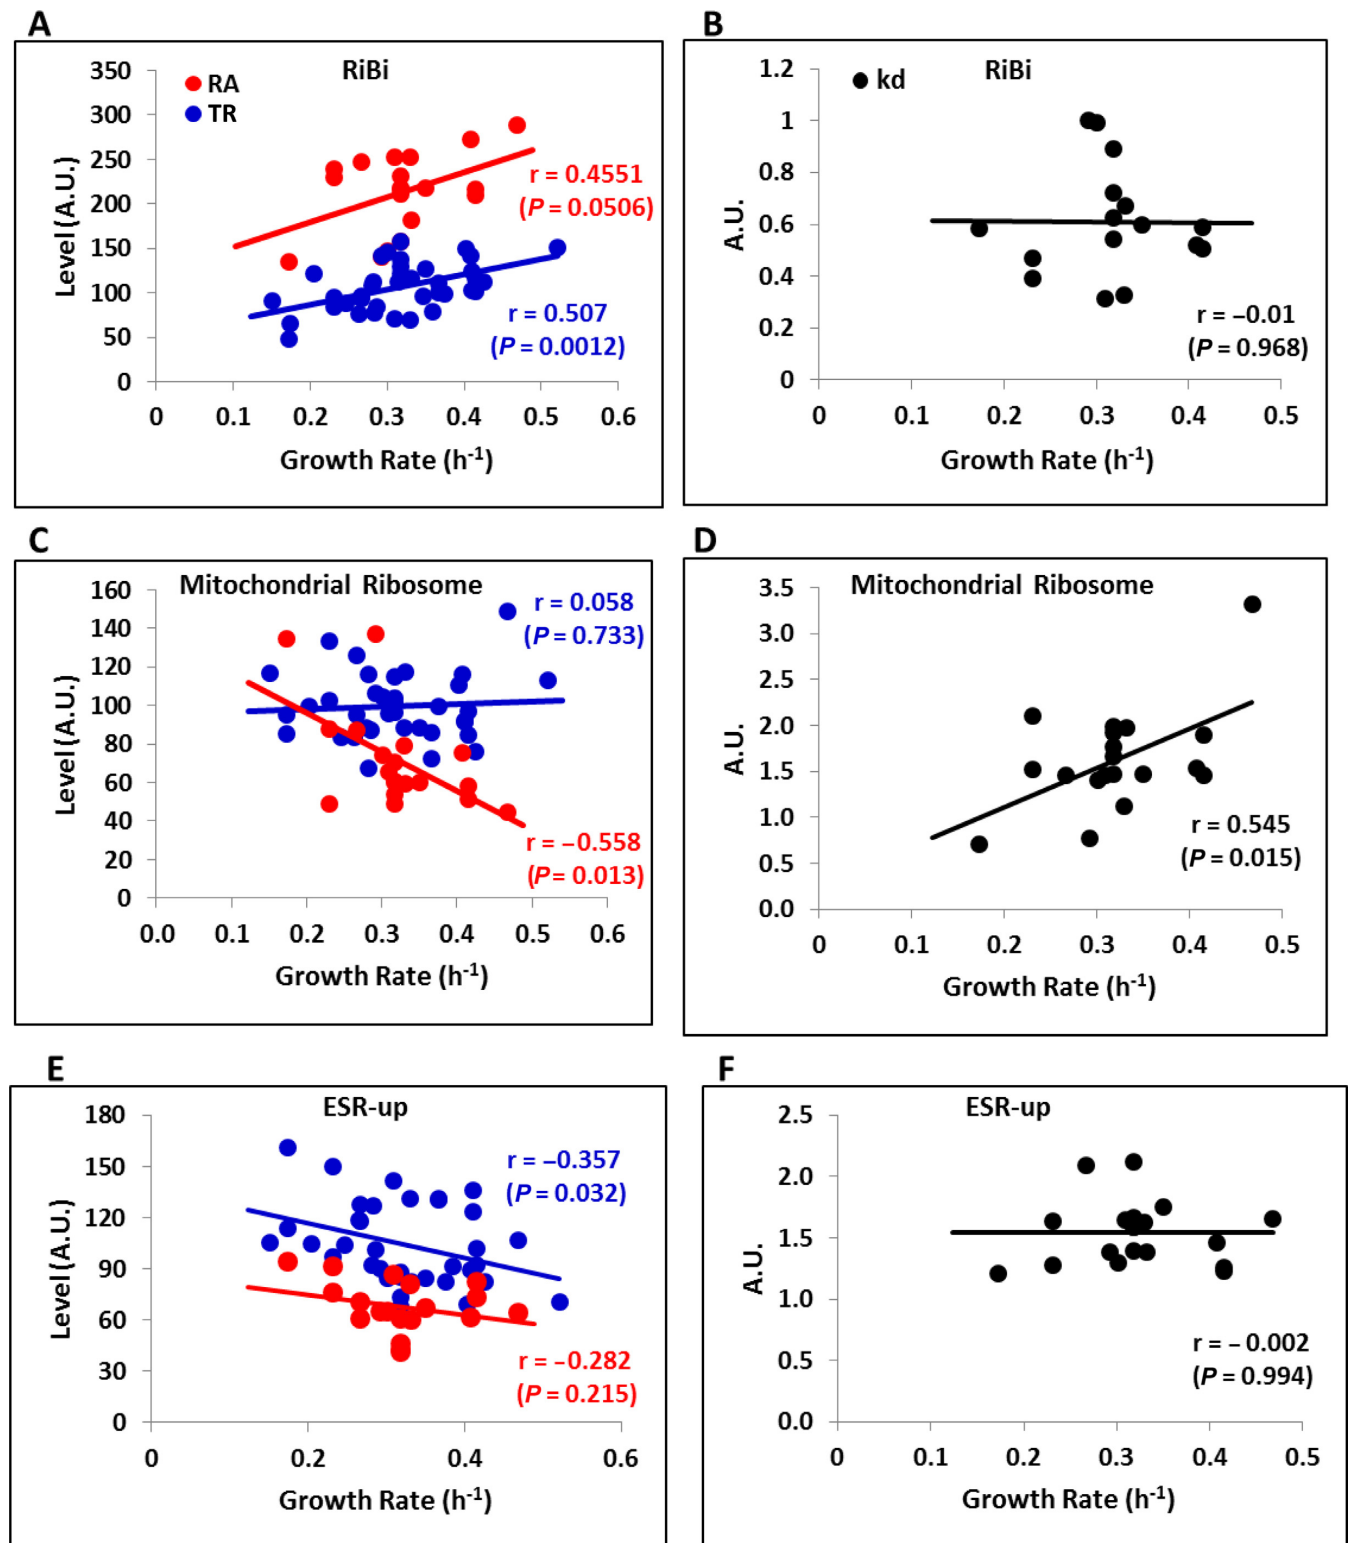 A
RiBi
RA
TR
350
300
250
200
150
100
50
0
Level (A.U.)
r = 0.4551
(P = 0.0506)
r = 0.507
(P = 0.0012)
0 0.1 0.2 0.3 0.4 0.5 0.6
Growth Rate (h-1)
B
RiBi
kd
1.2
1
0.8
0.6
0.4
0.2
0
A.U.
r = −0.01
(P = 0.968)
0 0.1 0.2 0.3 0.4 0.5
Growth Rate (h-1)
C
Mitochondrial Ribosome
160
140
120
100
80
60
40
20
0
Level (A.U.)
r = 0.058
(P = 0.733)
r = −0.558
(P = 0.013)
0.0 0.1 0.2 0.3 0.4 0.5 0.6
Growth Rate (h-1)
D
Mitochondrial Ribosome
3.5
3.0
2.5
2.0
1.5
1.0
0.5
0.0
A.U.
r = 0.545
(P = 0.015)
0 0.1 0.2 0.3 0.4 0.5
Growth Rate (h-1)
E
ESR-up
180
150
120
90
60
30
0
Level (A.U.)
r = −0.357
(P = 0.032)
r = −0.282
(P = 0.215)
0 0.2 0.4 0.6
Growth Rate (h-1)
F
ESR-up
2.5
2.0
1.5
1.0
0.5
0.0
A.U.
r = − 0.002
(P = 0.994)
0 0.1 0.2 0.3 0.4 0.5
Growth Rate (h-1)